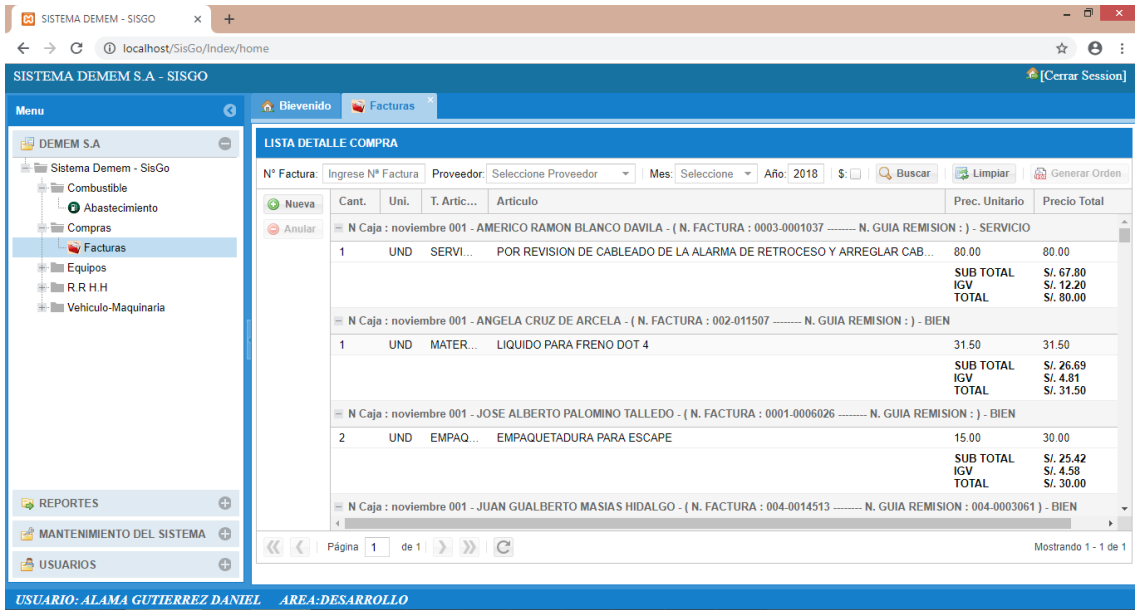 SISTEMA DEMEM - SISGO
localhost/SisGo/Index/home
SISTEMA DEMEM S.A - SISGO [Cerrar Session]
Menu
DEMEM S.A
Sistema Demem - SisGo
Combustible
Abastecimiento
Compras
Facturas
Equipos
R.R H.H
Vehiculo-Maquinaria
REPORTES
MANTENIMIENTO DEL SISTEMA
USUARIOS
Bievenido Facturas
LISTA DETALLE COMPRA
N° Factura: Ingrese Nª Factura Proveedor: Seleccione Proveedor Mes: Seleccione Año: 2018 $: Buscar Limpiar Generar Orden
Nueva
Anular
Cant. Uni. T. Artic... Articulo Prec. Unitario Precio Total
N Caja : noviembre 001 - AMERICO RAMON BLANCO DAVILA - ( N. FACTURA : 0003-0001037 -------- N. GUIA REMISION : ) - SERVICIO
1 UND SERVI... POR REVISION DE CABLEADO DE LA ALARMA DE RETROCESO Y ARREGLAR CAB... 80.00 80.00
SUB TOTAL S/. 67.80
IGV S/. 12.20
TOTAL S/. 80.00
N Caja : noviembre 001 - ANGELA CRUZ DE ARCELA - ( N. FACTURA : 002-011507 -------- N. GUIA REMISION : ) - BIEN
1 UND MATER... LIQUIDO PARA FRENO DOT 4 31.50 31.50
SUB TOTAL S/. 26.69
IGV S/. 4.81
TOTAL S/. 31.50
N Caja : noviembre 001 - JOSE ALBERTO PALOMINO TALLEDO - ( N. FACTURA : 0001-0006026 -------- N. GUIA REMISION : ) - BIEN
2 UND EMPAQ... EMPAQUETADURA PARA ESCAPE 15.00 30.00
SUB TOTAL S/. 25.42
IGV S/. 4.58
TOTAL S/. 30.00
N Caja : noviembre 001 - JUAN GUALBERTO MASIAS HIDALGO - ( N. FACTURA : 004-0014513 -------- N. GUIA REMISION : 004-0003061 ) - BIEN
Página 1 de 1 Mostrando 1 - 1 de 1
USUARIO: ALAMA GUTIERREZ DANIEL AREA:DESARROLLO